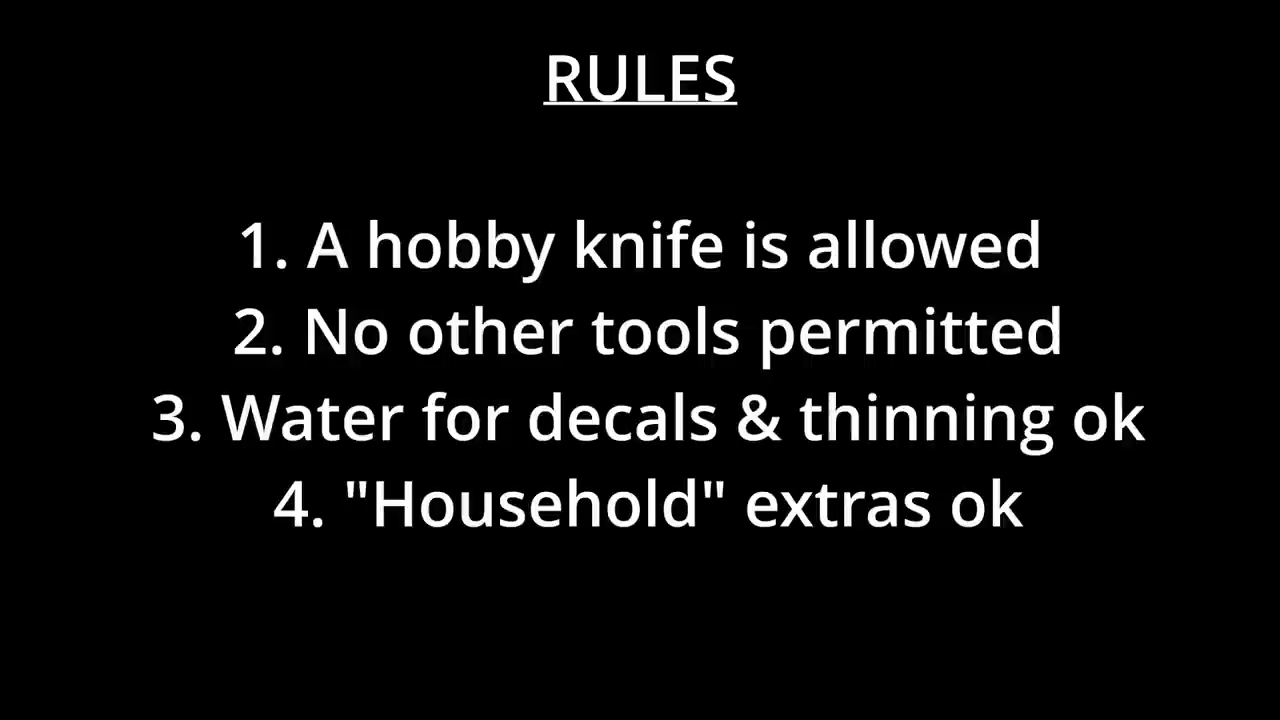 RULES
1. A hobby knife is allowed
2. No other tools permitted
3. Water for decals & thinning ok
4. "Household" extras ok